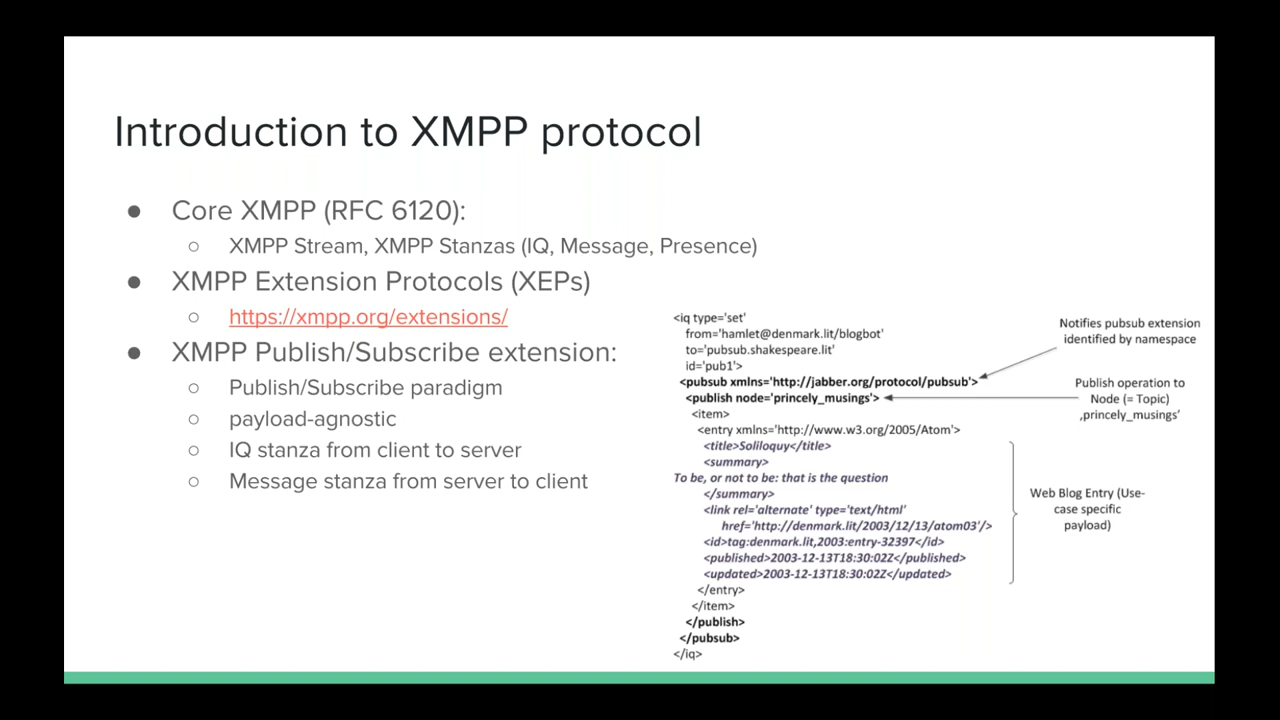 Introduction to XMPP protocol
● Core XMPP (RFC 6120):
○ XMPP Stream, XMPP Stanzas (IQ, Message, Presence)
● XMPP Extension Protocols (XEPs)
○ https://xmpp.org/extensions/
● XMPP Publish/Subscribe extension:
○ Publish/Subscribe paradigm
○ payload-agnostic
○ IQ stanza from client to server
○ Message stanza from server to client
<iq type='set'
from='hamlet@denmark.lit/blogbot'
to='pubsub.shakespeare.lit'
id='pub1'>
<pubsub xmlns='http://jabber.org/protocol/pubsub'>
<publish node='princely_musings'>
<item>
<entry xmlns='http://www.w3.org/2005/Atom'>
<title>Soliloquy</title>
<summary>
To be, or not to be: that is the question
</summary>
<link rel='alternate' type='text/html'
href='http://denmark.lit/2003/12/13/atom03'/>
<id>tag:denmark.lit,2003:entry-32397</id>
<published>2003-12-13T18:30:02Z</published>
<updated>2003-12-13T18:30:02Z</updated>
</entry>
</item>
</publish>
</pubsub>
</iq>
Notifies pubsub extension
identified by namespace
Publish operation to
Node (= Topic)
‚princely_musings‘
Web Blog Entry (Use-
case specific
payload)